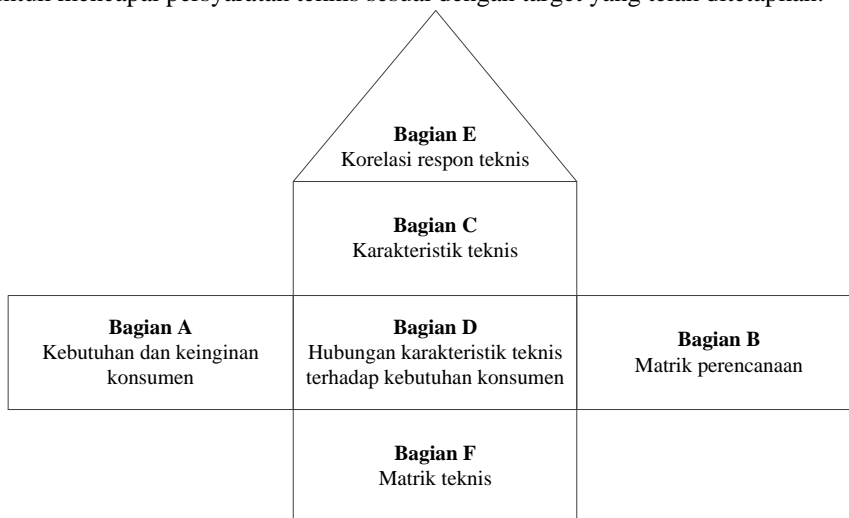 untuk mencapai persyaratan teknis sesuai dengan target yang telah ditetapkan.
Bagian E
Korelasi respon teknis
Bagian C
Karakteristik teknis
Bagian A
Kebutuhan dan keinginan
konsumen
Bagian D
Hubungan karakteristik teknis
terhadap kebutuhan konsumen
Bagian B
Matrik perencanaan
Bagian F
Matrik teknis